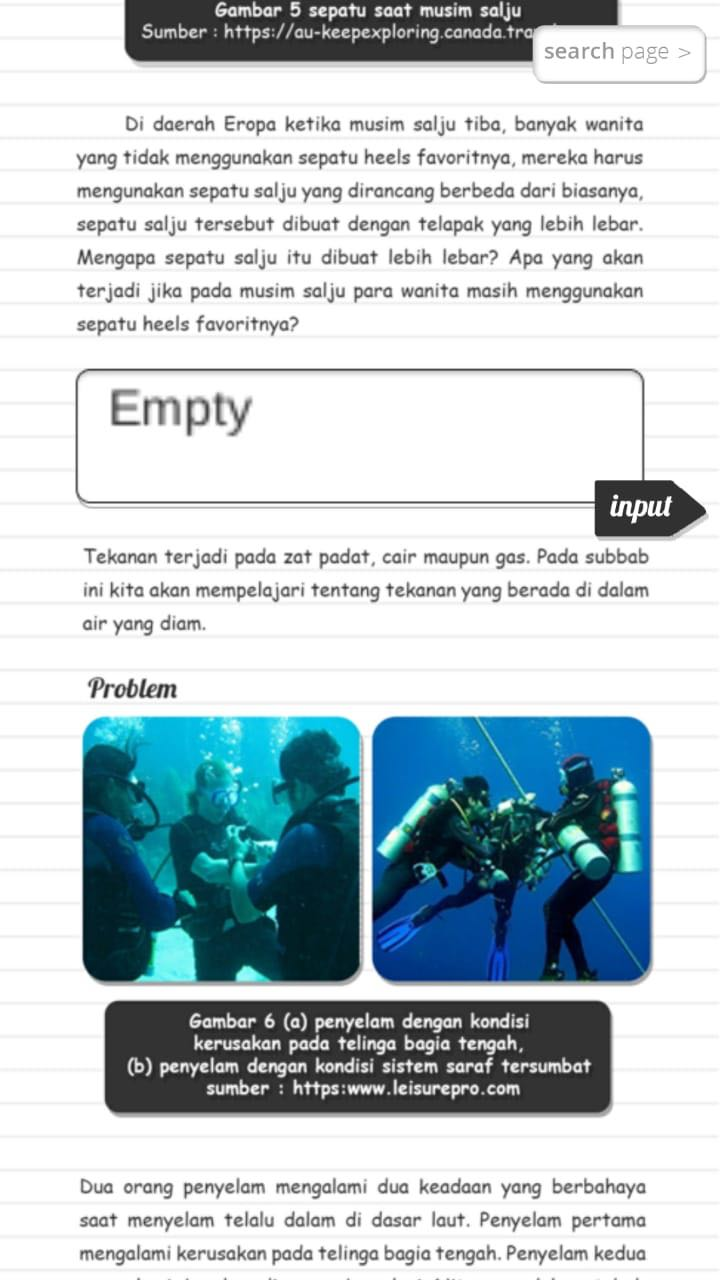 Gambar 5 sepatu saat musim salju
Sumber : https://au-keepexploring.canada.tra
search page >
Di daerah Eropa ketika musim salju tiba, banyak wanita
yang tidak menggunakan sepatu heels favoritnya, mereka harus
mengunakan sepatu salju yang dirancang berbeda dari biasanya,
sepatu salju tersebut dibuat dengan telapak yang lebih lebar.
Mengapa sepatu salju itu dibuat lebih lebar? Apa yang akan
terjadi jika pada musim salju para wanita masih menggunakan
sepatu heels favoritnya?
Empty
input
Tekanan terjadi pada zat padat, cair maupun gas. Pada subbab
ini kita akan mempelajari tentang tekanan yang berada di dalam
air yang diam.
Problem
Gambar 6 (a) penyelam dengan kondisi
kerusakan pada telinga bagia tengah,
(b) penyelam dengan kondisi sistem saraf tersumbat
sumber : https:www.leisurepro.com
Dua orang penyelam mengalami dua keadaan yang berbahaya
saat menyelam telalu dalam di dasar laut. Penyelam pertama
mengalami kerusakan pada telinga bagia tengah. Penyelam kedua